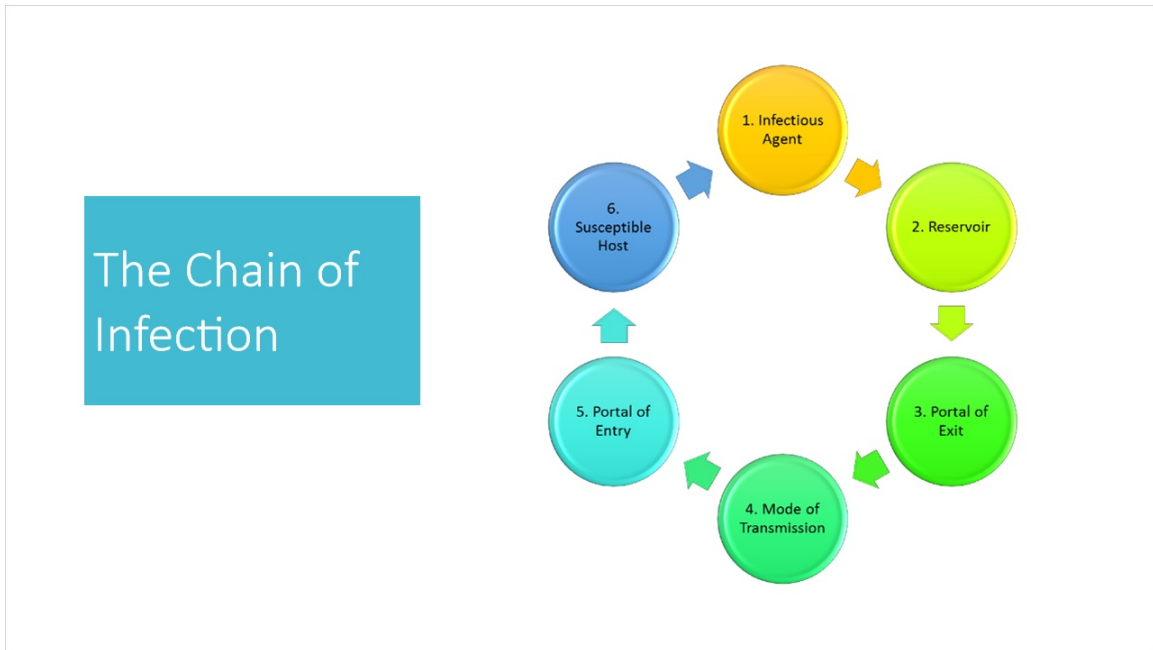 The Chain of
Infection
1. Infectious
Agent
2. Reservoir
3. Portal of
Exit
4. Mode of
Transmission
5. Portal of
Entry
6.
Susceptible
Host